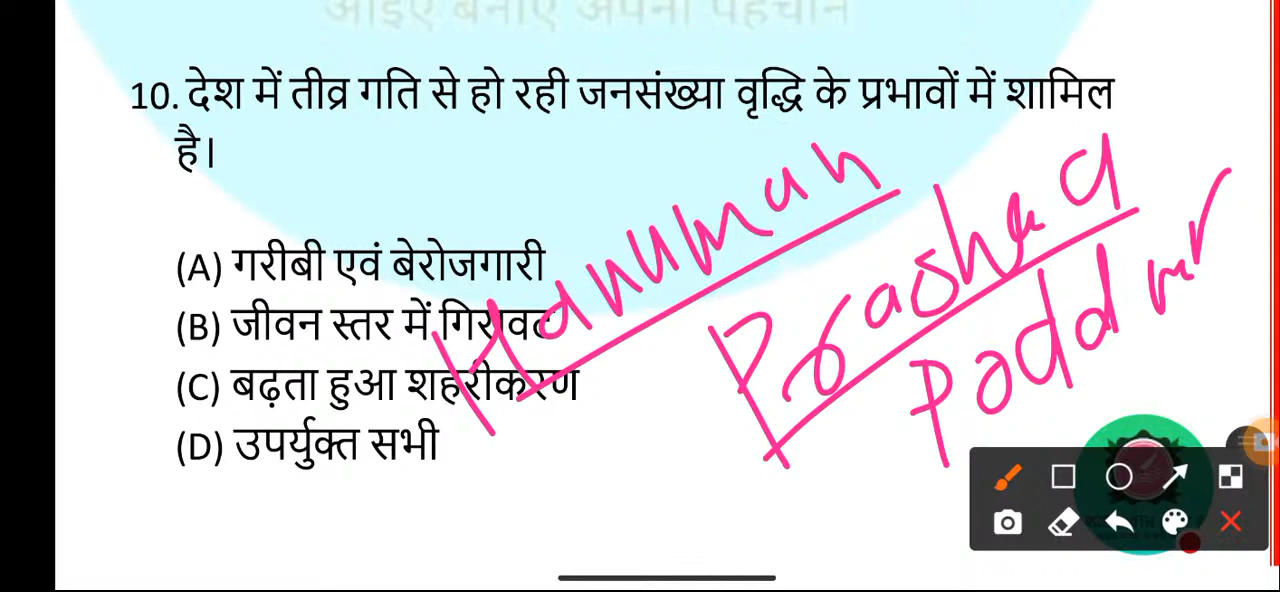 आइए बनाए अपनी पहचान
10. देश में तीव्र गति से हो रही जनसंख्या वृद्धि के प्रभावों में शामिल
है।
(A) गरीबी एवं बेरोजगारी
(B) जीवन स्तर में गिरावट
(C) बढ़ता हुआ शहरीकरण
(D) उपर्युक्त सभी
Hanuman
Prashad
Poddar